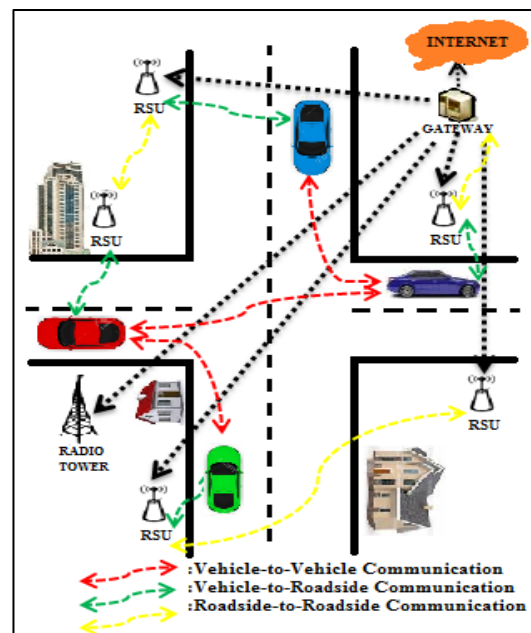 INTERNET
RSU
GATEWAY
RSU
RSU
RSU
RADIO
TOWER
RSU
:Vehicle-to-Vehicle Communication
:Vehicle-to-Roadside Communication
:Roadside-to-Roadside Communication